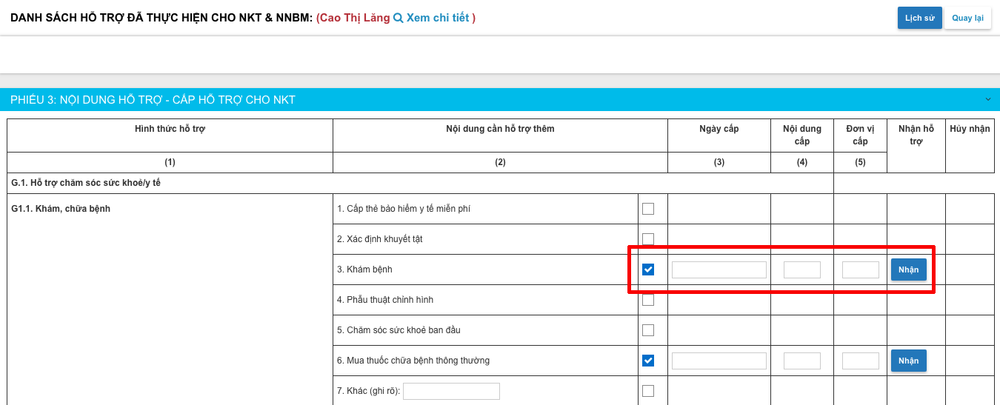 DANH SÁCH HỖ TRỢ ĐÃ THỰC HIỆN CHO NKT & NNBM: (Cao Thị Lăng Xem chi tiết )
Lịch sử
Quay lại
PHIẾU 3: NỘI DUNG HỖ TRỢ - CẤP HỖ TRỢ CHO NKT
Hình thức hỗ trợ
Nội dung cần hỗ trợ thêm
Ngày cấp
Nội dung
cấp
Đơn vị
cấp
Nhận hỗ
trợ
Hủy nhận
(1)
(2)
(3)
(4)
(5)
G.1. Hỗ trợ chăm sóc sức khoẻ/y tế
G1.1. Khám, chữa bệnh
1. Cấp thẻ bảo hiểm y tế miễn phí
2. Xác định khuyết tật
3. Khám bệnh
Nhận
4. Phẫu thuật chỉnh hình
5. Chăm sóc sức khoẻ ban đầu
6. Mua thuốc chữa bệnh thông thường
Nhận
7. Khác (ghi rõ):